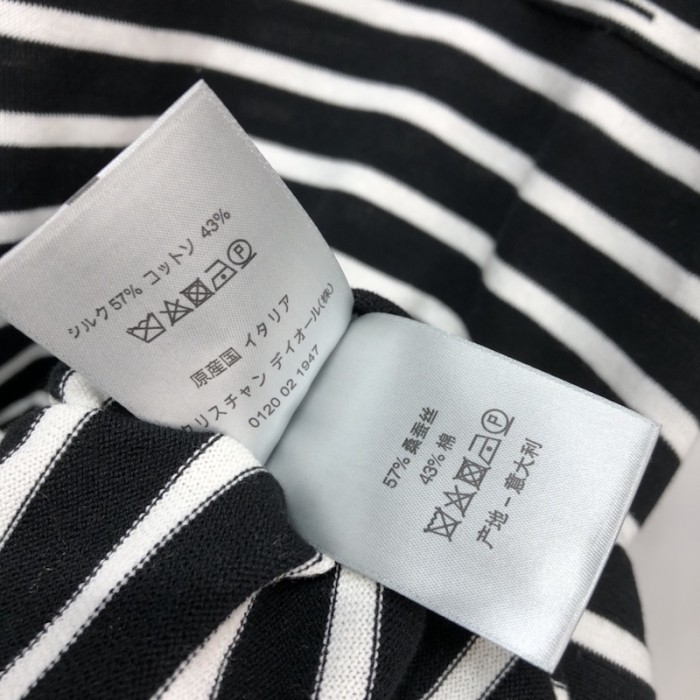 シルク57% コットン 43%
原産国 イタリア
クリスチャン ディオール(株)
0120 02 1947
57% 桑蚕丝
43% 棉
P
产地 - 意大利